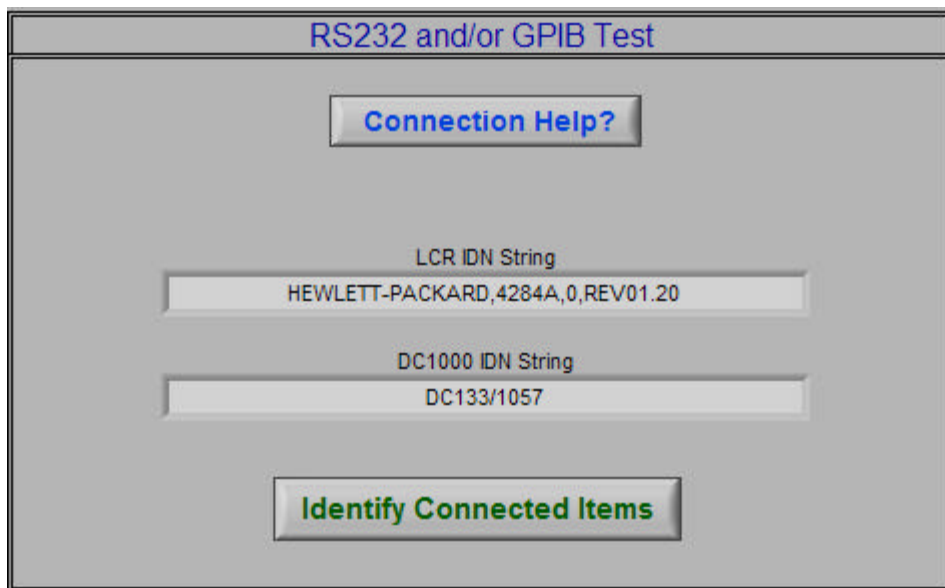 RS232 and/or GPIB Test
Connection Help?
LCR IDN String
HEWLETT-PACKARD,4284A,0,REV01.20
DC1000 IDN String
DC133/1057
Identify Connected Items